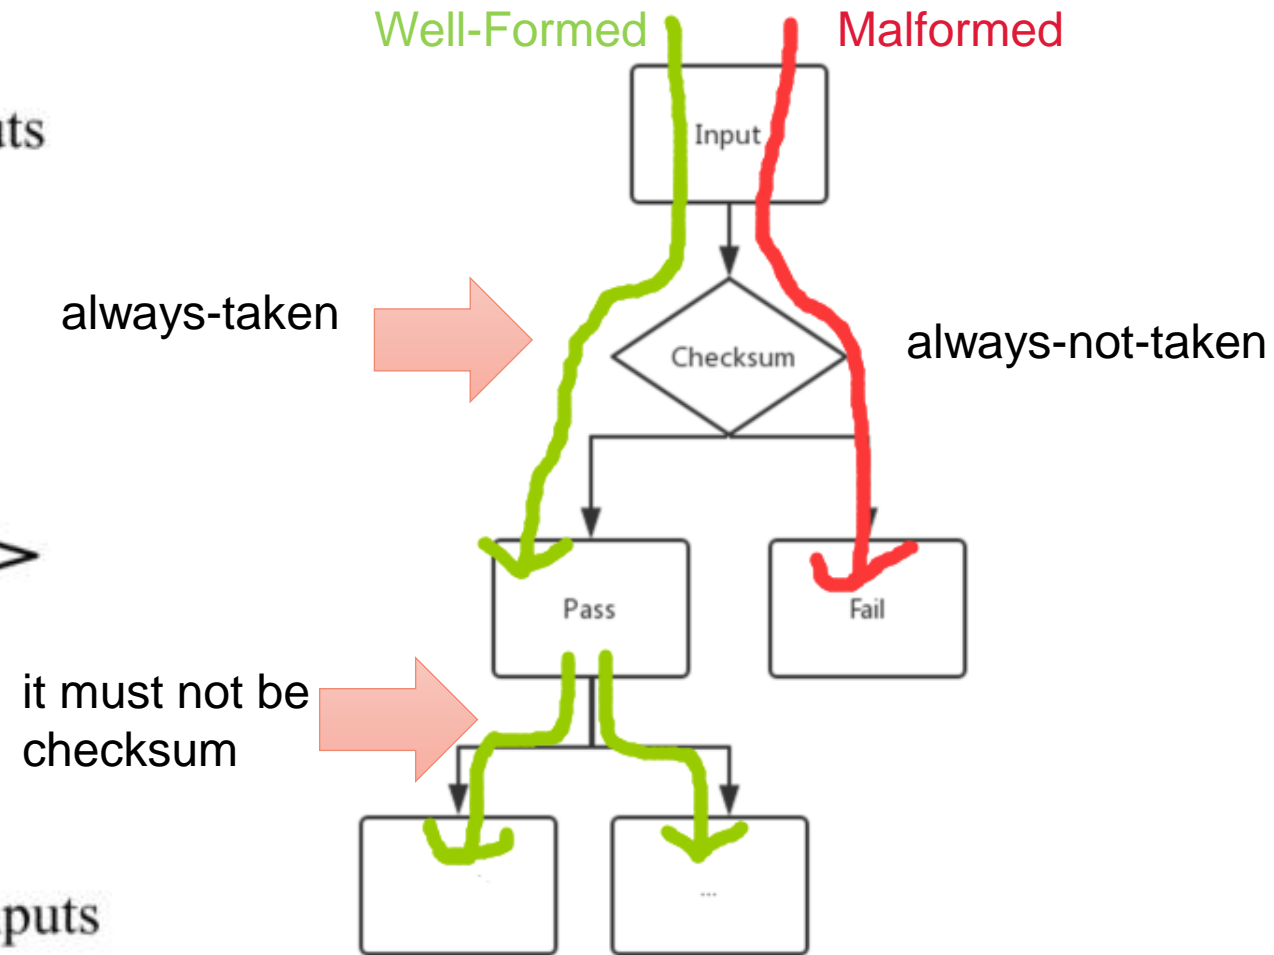 Well-Formed
Malformed
Input
always-taken
Checksum
always-not-taken
Pass
Fail
it must not be
checksum
...